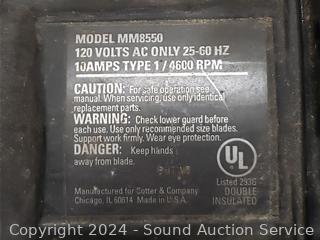 MODEL MM8550
120 VOLTS AC ONLY 25-60 HZ
10AMPS TYPE 1 / 4600 RPM
CAUTION: For safe operation see
manual. When servicing, use only identical
replacement parts.
WARNING: Check lower guard before
each use. Use only recommended size blades.
Support work firmly. Wear eye protection.
DANGER: Keep hands
away from blade.
UL
Listed 293G
DOUBLE
INSULATED
Manufactured for Cotter & Company
Chicago, IL 60614 Made in U.S.A.
Copyright 2024 - Sound Auction Service